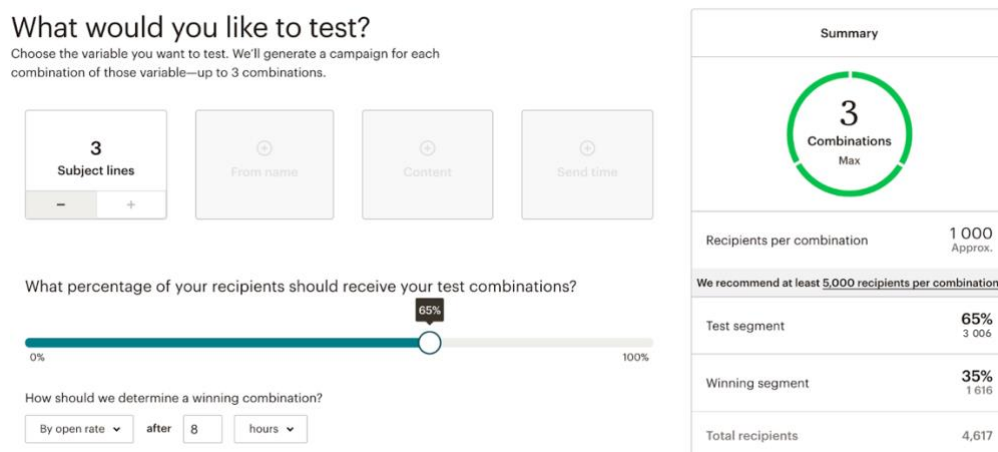 What would you like to test?
Choose the variable you want to test. We'll generate a campaign for each
combination of those variable—up to 3 combinations.
3
Subject lines
− +
From name
Content
Send time
What percentage of your recipients should receive your test combinations?
65%
0% 100%
How should we determine a winning combination?
By open rate after 8 hours
Summary
3
Combinations
Max
Recipients per combination 1 000
Approx.
We recommend at least 5,000 recipients per combination
Test segment 65%
3 006
Winning segment 35%
1 616
Total recipients 4,617